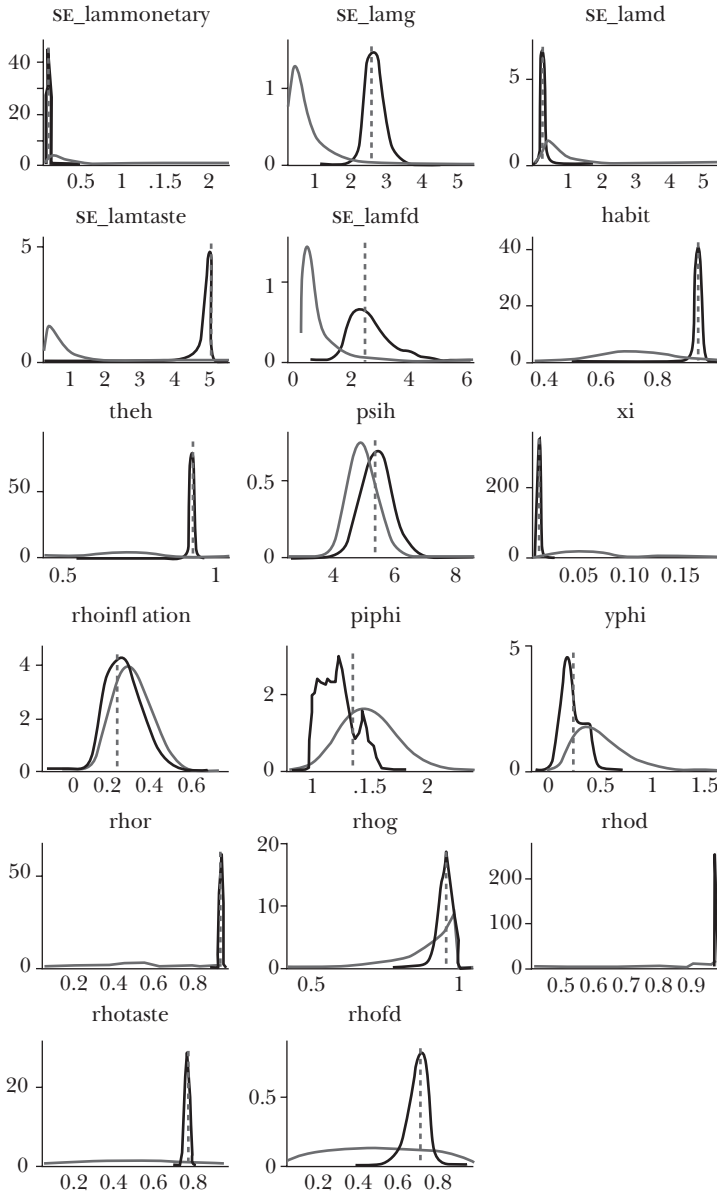 SE_lammonetary SE_lamg SE_lamd
40
20
0
0.5 1 .1.5 2
1
0
1 2 3 4 5
5
0
1 2 3 4 5
SE_lamtaste SE_lamfd habit
5
0
1 2 3 4 5
1
0
0 2 4 6
40
20
0
0.4 0.6 0.8
theh psih xi
50
0
0.5 1
0.5
0
4 6 8
200
0
0.05 0.10 0.15
rhoinfl ation piphi yphi
4
2
0
0 0.2 0.4 0.6
2
0
1 .1.5 2
5
0
0 0.5 1 1.5
rhor rhog rhod
50
0
0.2 0.4 0.6 0.8
20
10
0
0.5 1
200
100
0
0.5 0.6 0.7 0.8 0.9
rhotaste rhofd
20
0
0.2 0.4 0.6 0.8
0.5
0
0.2 0.4 0.6 0.8